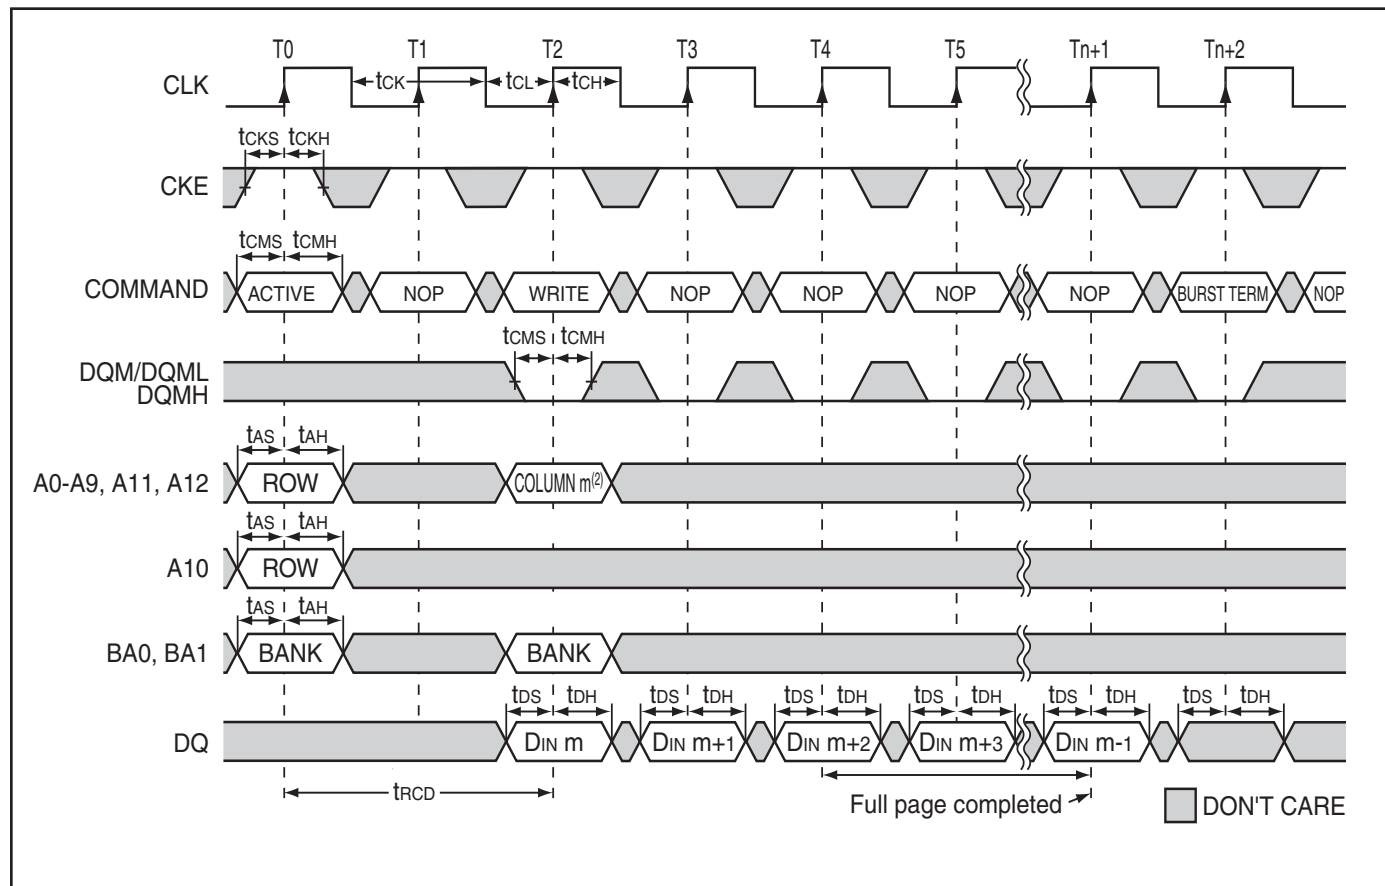 T0 T1 T2 T3 T4 T5 Tn+1 Tn+2
CLK
tCK tCL tCH
tCKS tCKH
CKE
tCMS tCMH
COMMAND ACTIVE NOP WRITE NOP NOP NOP NOP BURST TERM NOP
tCMS tCMH
DQM/DQML
DQMH
tAS tAH
A0-A9, A11, A12 ROW COLUMN m(2)
tAS tAH
A10 ROW
tAS tAH
BA0, BA1 BANK BANK
tDS tDH tDS tDH tDS tDH tDS tDH tDS tDH tDS tDH
DQ DIN m DIN m+1 DIN m+2 DIN m+3 DIN m-1
tRCD
Full page completed
DON'T CARE